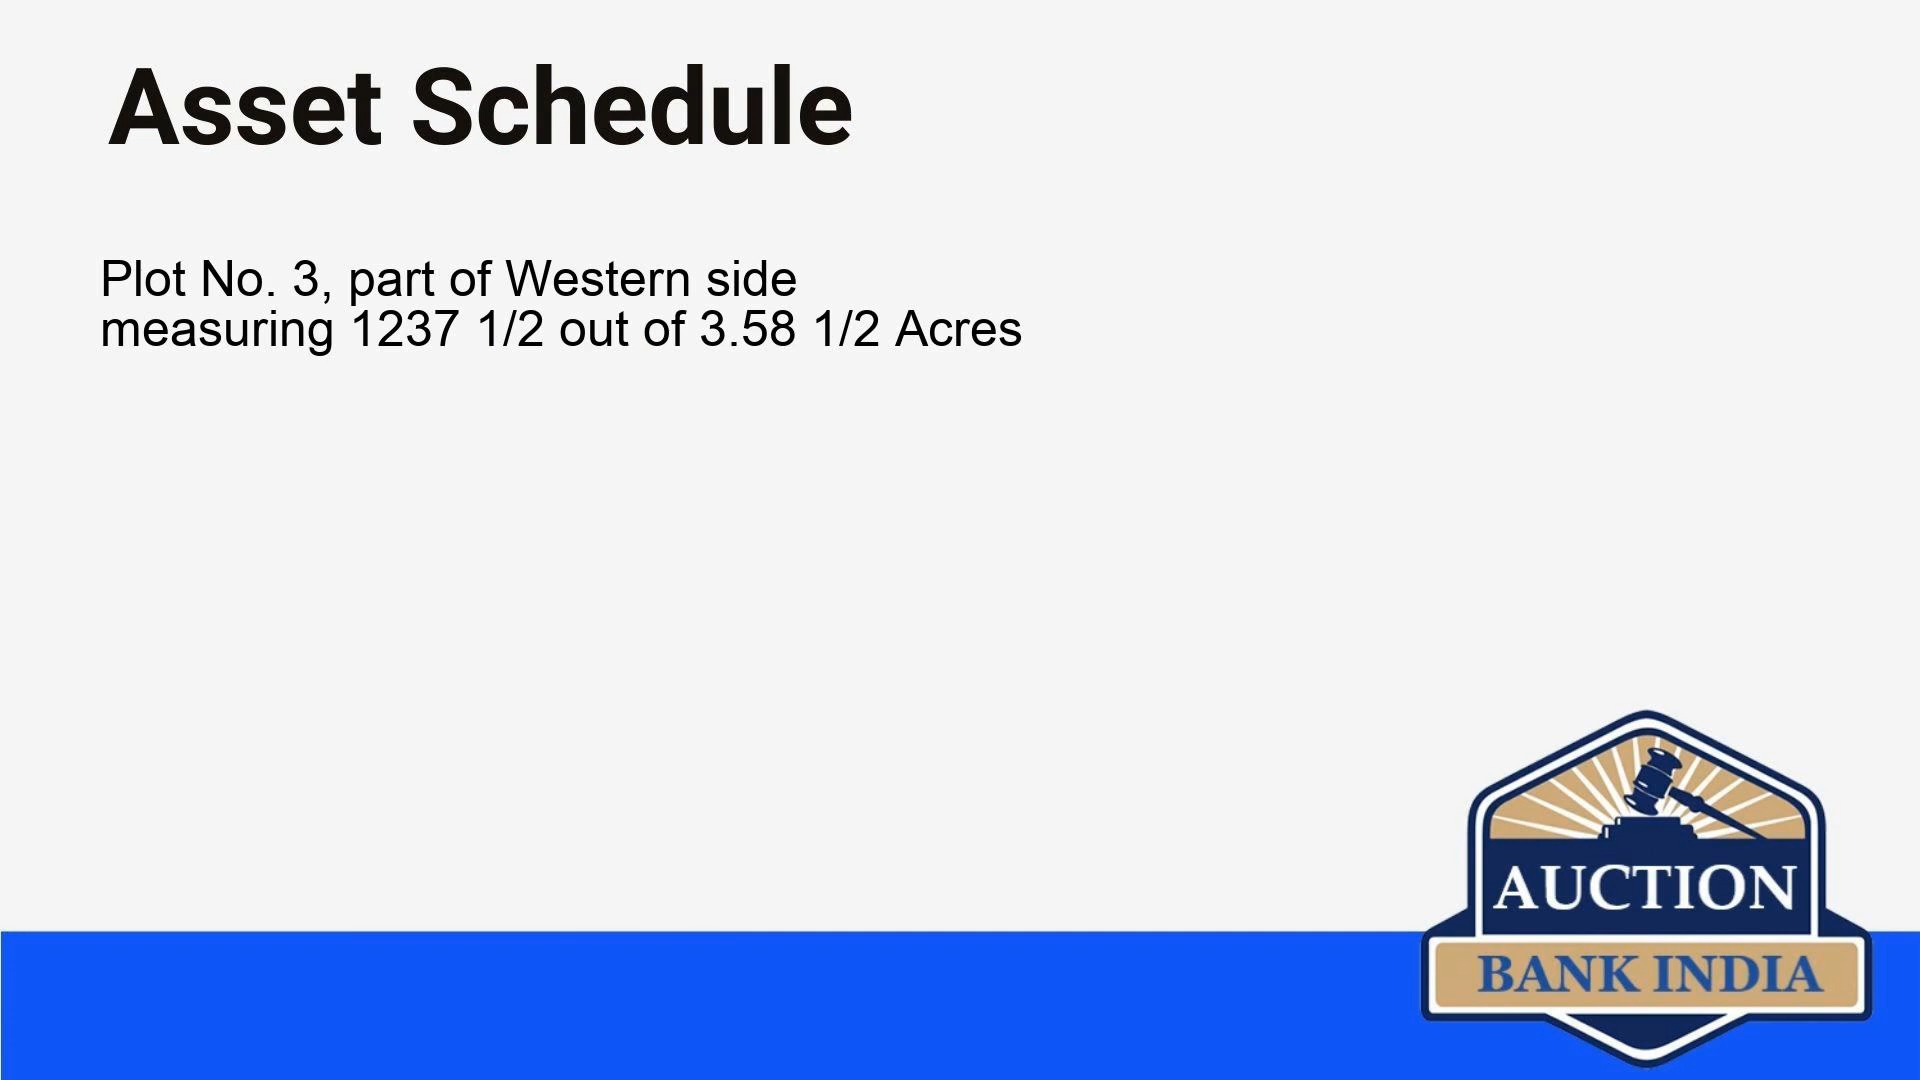 Asset Schedule
Plot No. 3, part of Western side
measuring 1237 1/2 out of 3.58 1/2 Acres
AUCTION
BANK INDIA